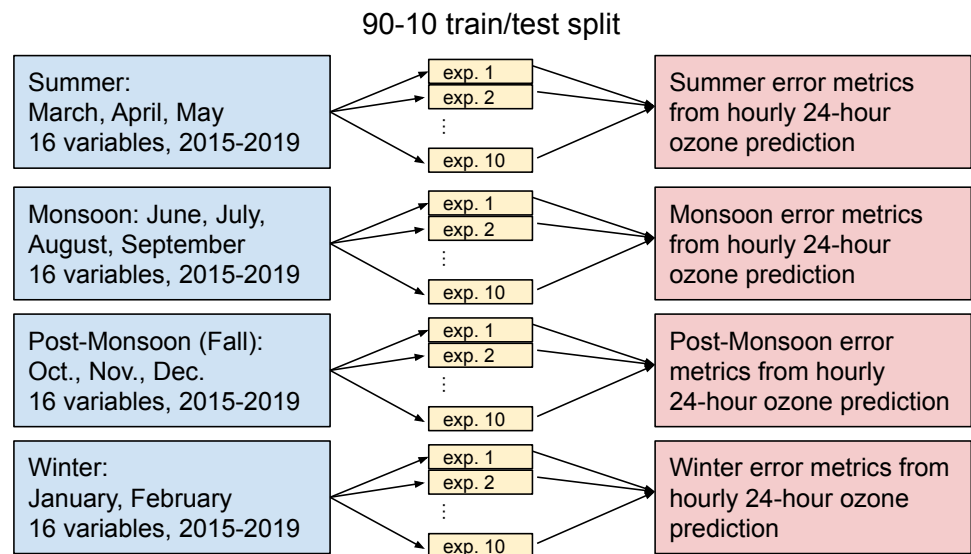 90-10 train/test split
Summer:
March, April, May
16 variables, 2015-2019
exp. 1
exp. 2
⋮
exp. 10
Summer error metrics
from hourly 24-hour
ozone prediction
Monsoon: June, July,
August, September
16 variables, 2015-2019
exp. 1
exp. 2
⋮
exp. 10
Monsoon error metrics
from hourly 24-hour
ozone prediction
Post-Monsoon (Fall):
Oct., Nov., Dec.
16 variables, 2015-2019
exp. 1
exp. 2
⋮
exp. 10
Post-Monsoon error
metrics from hourly
24-hour ozone prediction
Winter:
January, February
16 variables, 2015-2019
exp. 1
exp. 2
⋮
exp. 10
Winter error metrics from
hourly 24-hour ozone
prediction